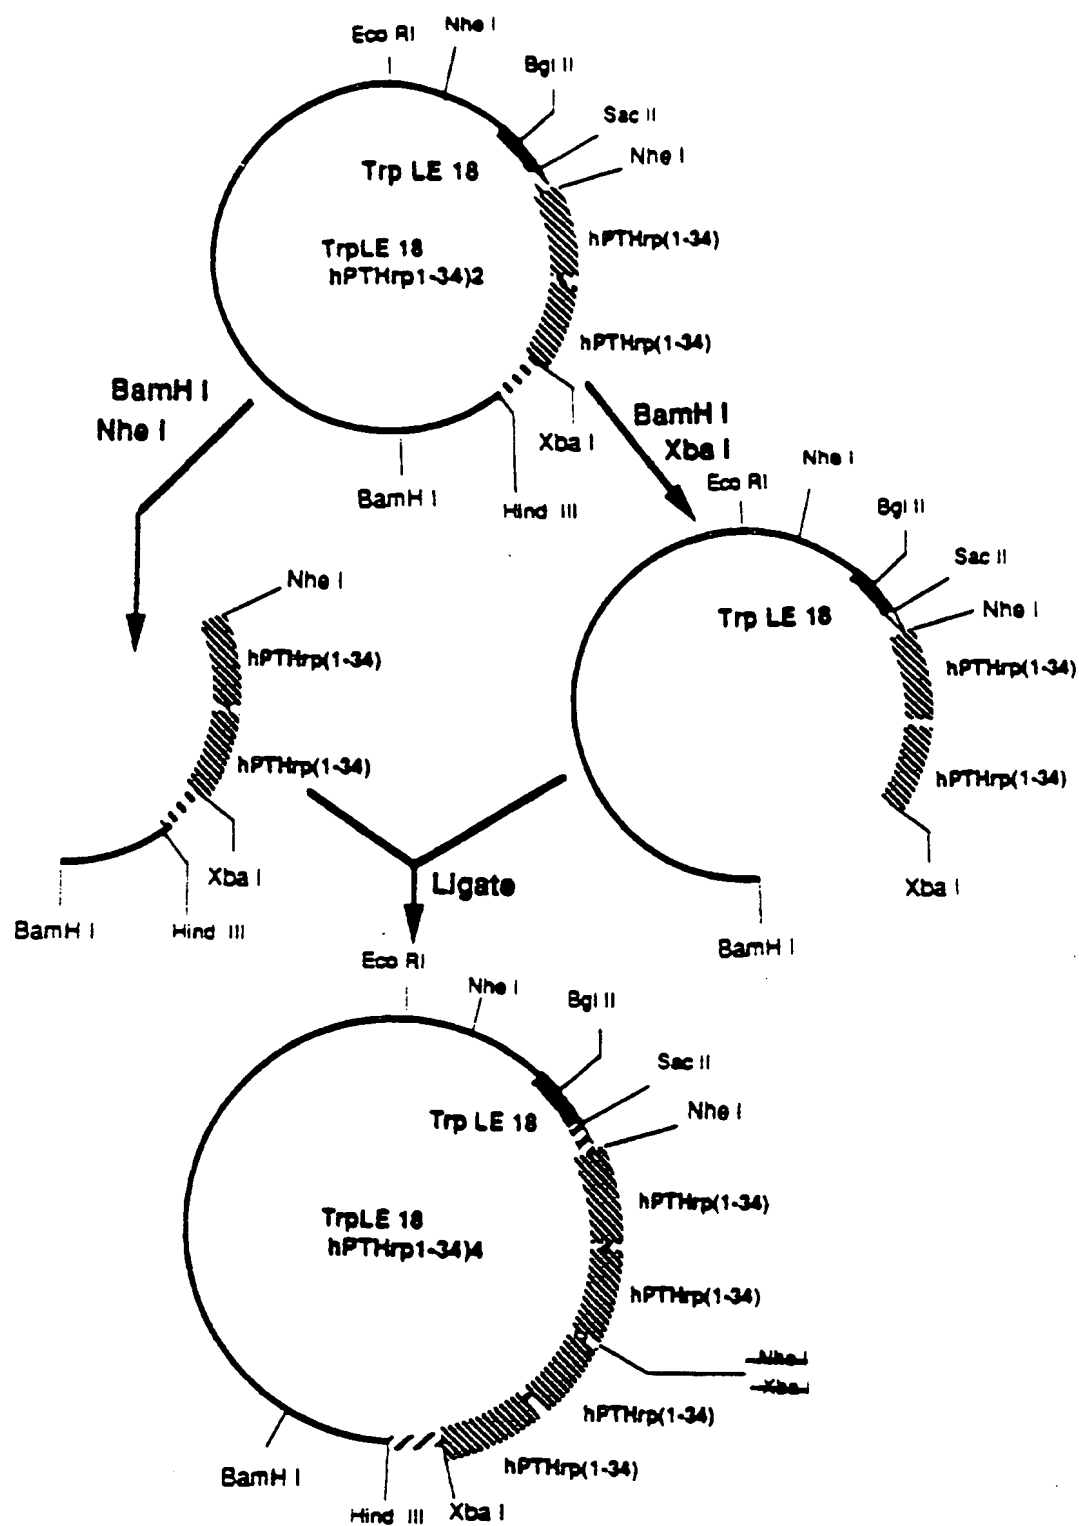 Eco RI
Nhe I
Bgl II
Sac II
Nhe I
Trp LE 18
TrpLE 18
hPTHrp1-34)2
hPTHrp(1-34)
hPTHrp(1-34)
BamH I
Nhe I
BamH I
Xba I
Xba I
BamH I
Hind III
Eco RI
Nhe I
Bgl II
Sac II
Nhe I
Trp LE 18
hPTHrp(1-34)
hPTHrp(1-34)
Xba I
BamH I
Nhe I
hPTHrp(1-34)
hPTHrp(1-34)
Xba I
BamH I
Hind III
Ligate
Eco RI
Nhe I
Bgl II
Sac II
Nhe I
Trp LE 18
TrpLE 18
hPTHrp1-34)4
hPTHrp(1-34)
hPTHrp(1-34)
Nhe I
Xba I
hPTHrp(1-34)
hPTHrp(1-34)
BamH I
Hind III
Xba I